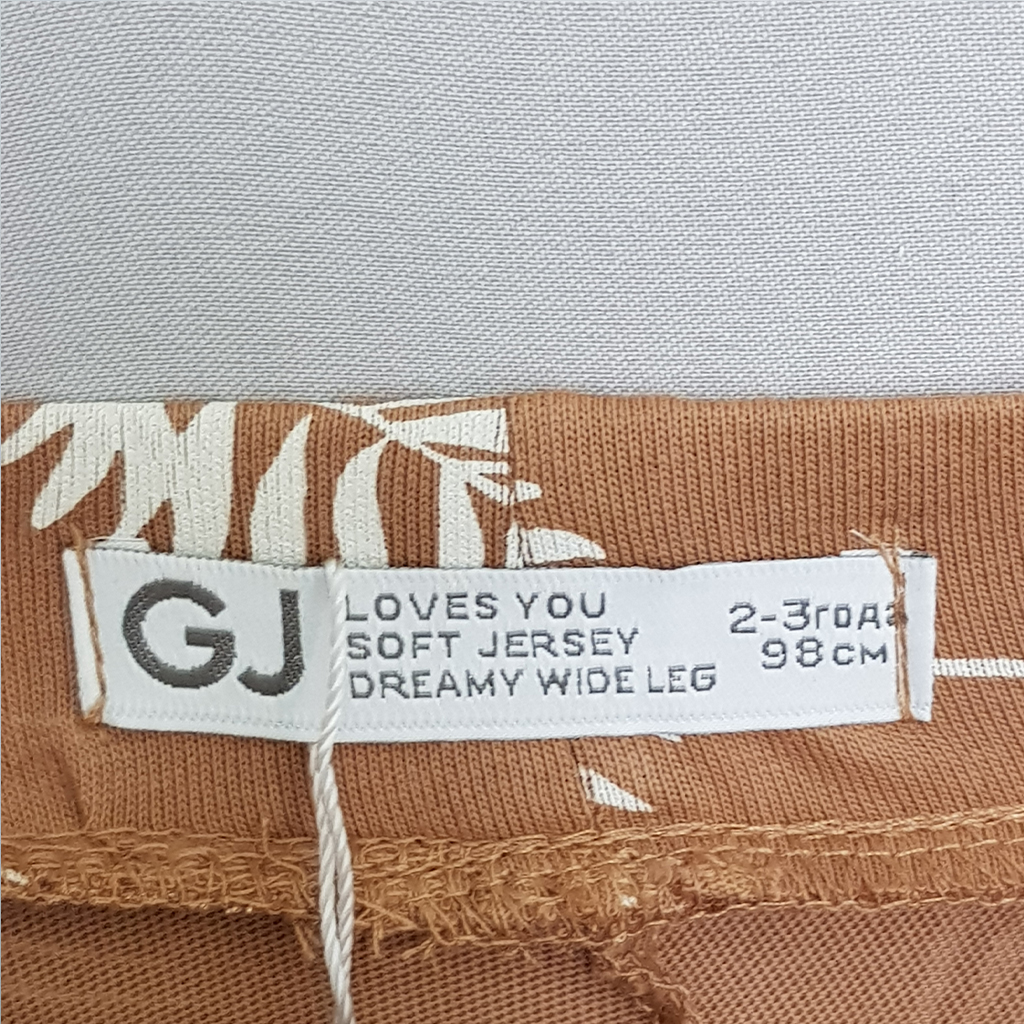 GJ
LOVES YOU
SOFT JERSEY
DREAMY WIDE LEG
2-3года
98см